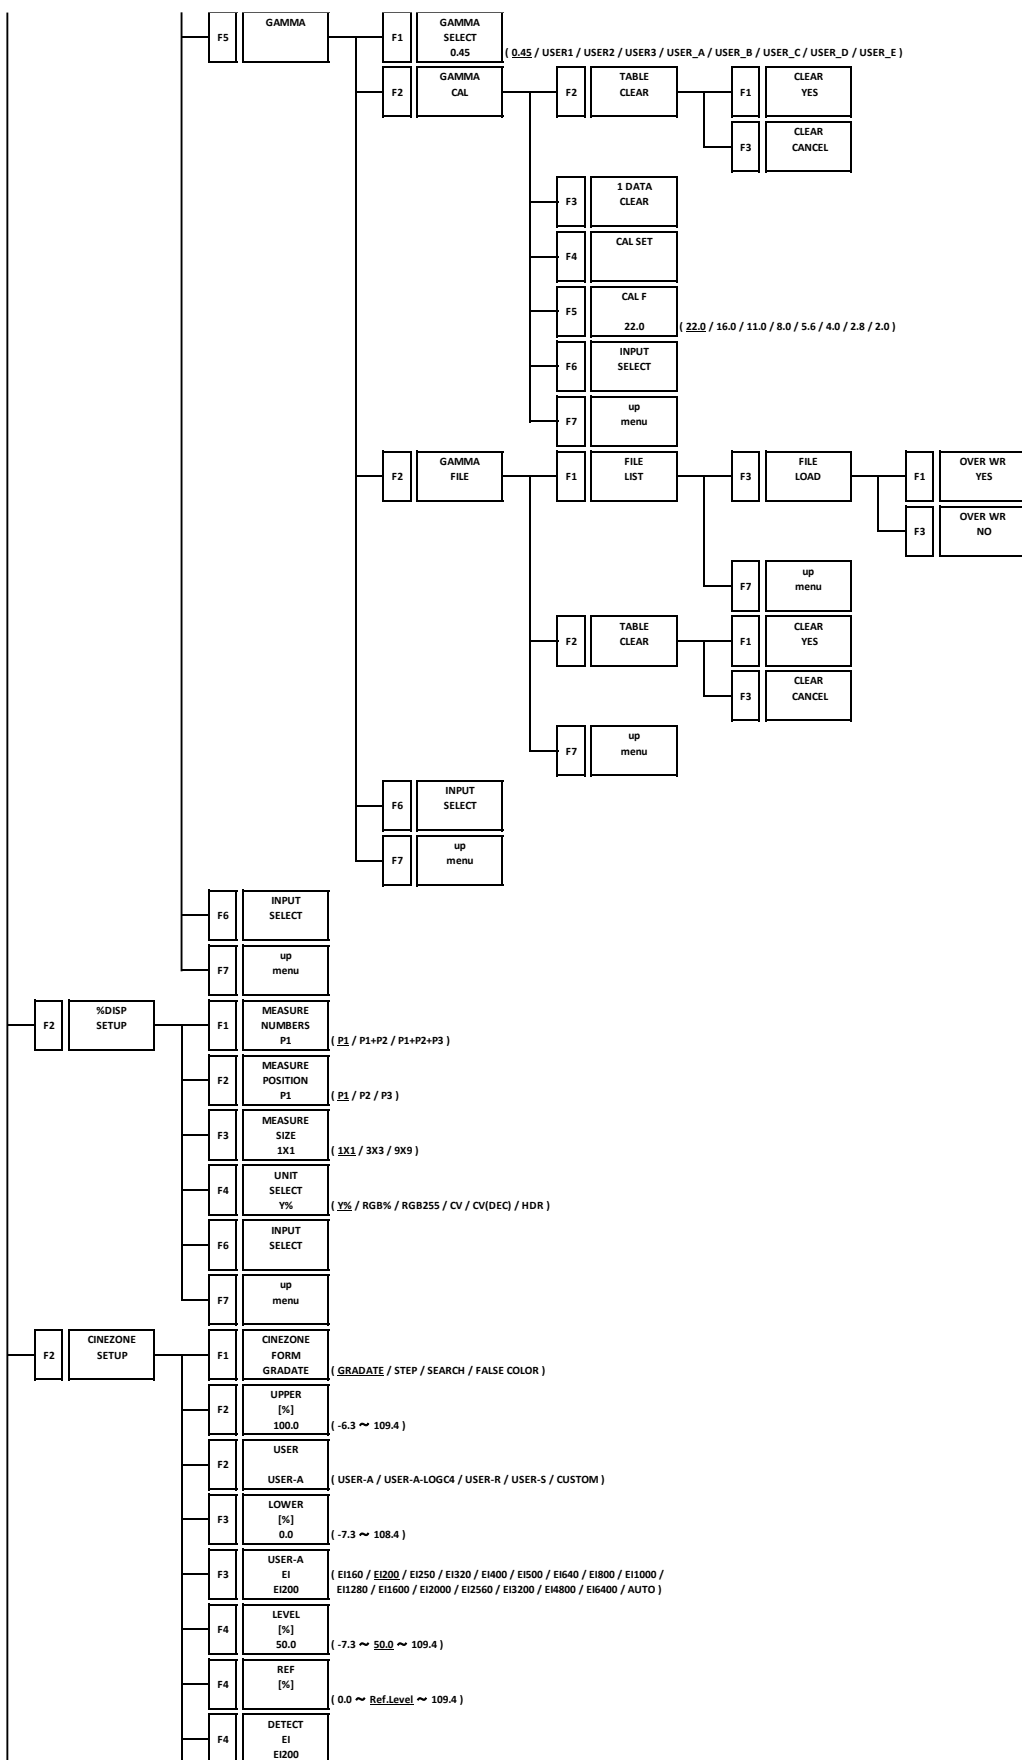 F5
GAMMA
F1
GAMMA
SELECT
0.45
( 0.45 / USER1 / USER2 / USER3 / USER_A / USER_B / USER_C / USER_D / USER_E )
F2
GAMMA
CAL
F2
TABLE
CLEAR
F1
CLEAR
YES
F3
CLEAR
CANCEL
F3
1 DATA
CLEAR
F4
CAL SET
F5
CAL F
22.0
( 22.0 / 16.0 / 11.0 / 8.0 / 5.6 / 4.0 / 2.8 / 2.0 )
F6
INPUT
SELECT
F7
up
menu
F2
GAMMA
FILE
F1
FILE
LIST
F3
FILE
LOAD
F1
OVER WR
YES
F3
OVER WR
NO
F7
up
menu
F2
TABLE
CLEAR
F1
CLEAR
YES
F3
CLEAR
CANCEL
F7
up
menu
F6
INPUT
SELECT
F7
up
menu
F6
INPUT
SELECT
F7
up
menu
F2
%DISP
SETUP
F1
MEASURE
NUMBERS
P1
( P1 / P1+P2 / P1+P2+P3 )
F2
MEASURE
POSITION
P1
( P1 / P2 / P3 )
F3
MEASURE
SIZE
1X1
( 1X1 / 3X3 / 9X9 )
F4
UNIT
SELECT
Y%
( Y% / RGB% / RGB255 / CV / CV(DEC) / HDR )
F6
INPUT
SELECT
F7
up
menu
F2
CINEZONE
SETUP
F1
CINEZONE
FORM
GRADATE
( GRADATE / STEP / SEARCH / FALSE COLOR )
F2
UPPER
[%]
100.0
( -6.3 ～ 109.4 )
F2
USER
USER-A
( USER-A / USER-A-LOGC4 / USER-R / USER-S / CUSTOM )
F3
LOWER
[%]
0.0
( -7.3 ～ 108.4 )
F3
USER-A
EI
EI200
( EI160 / EI200 / EI250 / EI320 / EI400 / EI500 / EI640 / EI800 / EI1000 /
EI1280 / EI1600 / EI2000 / EI2560 / EI3200 / EI4800 / EI6400 / AUTO )
F4
LEVEL
[%]
50.0
( -7.3 ～ 50.0 ～ 109.4 )
F4
REF
[%]
( 0.0 ～ Ref.Level ～ 109.4 )
F4
DETECT
EI
EI200